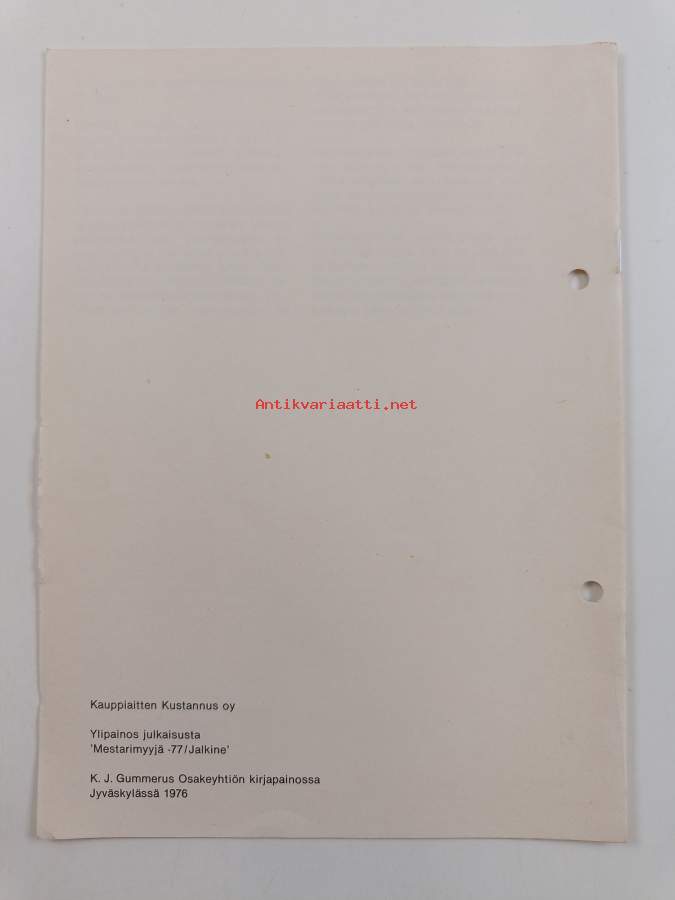 Antikvariaatti.net
Kauppiaitten Kustannus oy
Ylipainos julkaisusta
'Mestarimyyjä -77/Jalkine'
K. J. Gummerus Osakeyhtiön kirjapainossa
Jyväskylässä 1976